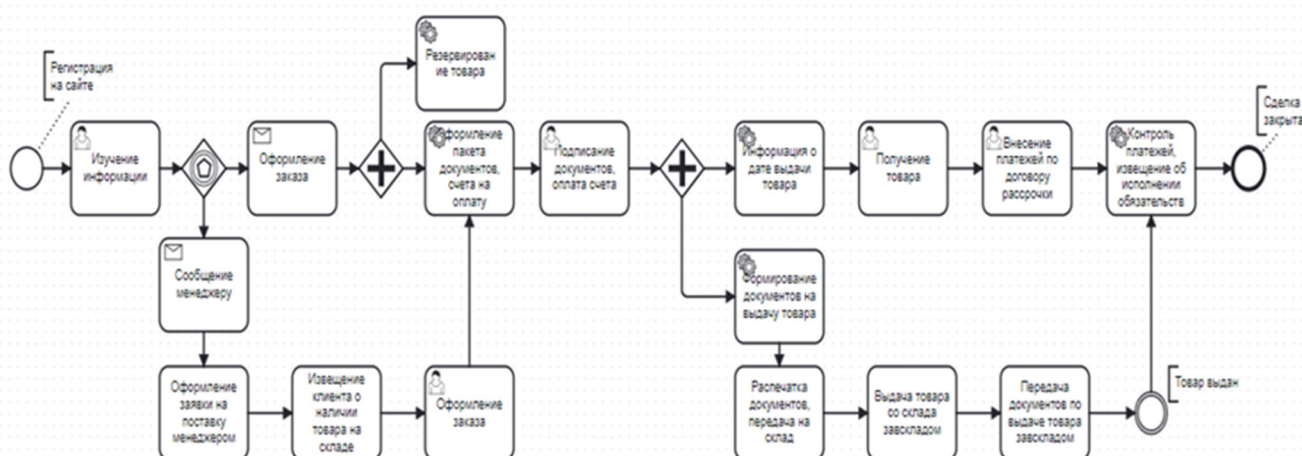 Регистрация
на сайте
Изучение
информации
Оформление
заказа
Резервирован
ие товара
Оформление
пакета
документов,
счета на
оплату
Подписание
документов,
оплата счета
Информация о
дате выдачи
товара
Получение
товара
Внесение
платежей по
договору
рассрочки
Контроль
платежей,
извещение об
исполнении
обязательств
Сделка
закрыта
Сообщение
менеджеру
Формирование
документов на
выдачу товара
Оформление
заявки на
поставку
менеджером
Извещение
клиента о
наличии
товара на
складе
Оформление
заказа
Распечатка
документов,
передача на
склад
Выдача товара
со склада
завскладом
Передача
документов по
выдаче товара
завскладом
Товар выдан